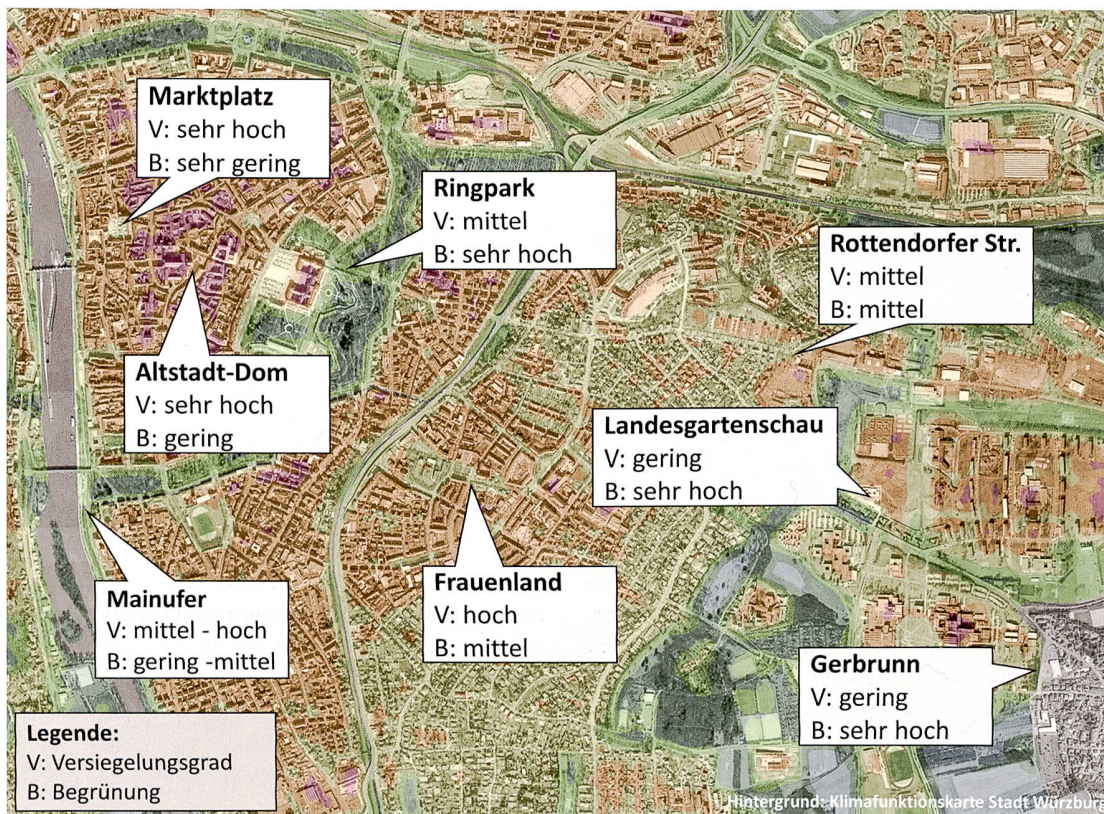 Marktplatz
V: sehr hoch
B: sehr gering
Ringpark
V: mittel
B: sehr hoch
Rottendorfer Str.
V: mittel
B: mittel
Altstadt-Dom
V: sehr hoch
B: gering
Landesgartenschau
V: gering
B: sehr hoch
Mainufer
V: mittel - hoch
B: gering -mittel
Frauenland
V: hoch
B: mittel
Gerbrunn
V: gering
B: sehr hoch
Legende:
V: Versiegelungsgrad
B: Begrünung
Hintergrund: Klimafunktionskarte Stadt Würzburg